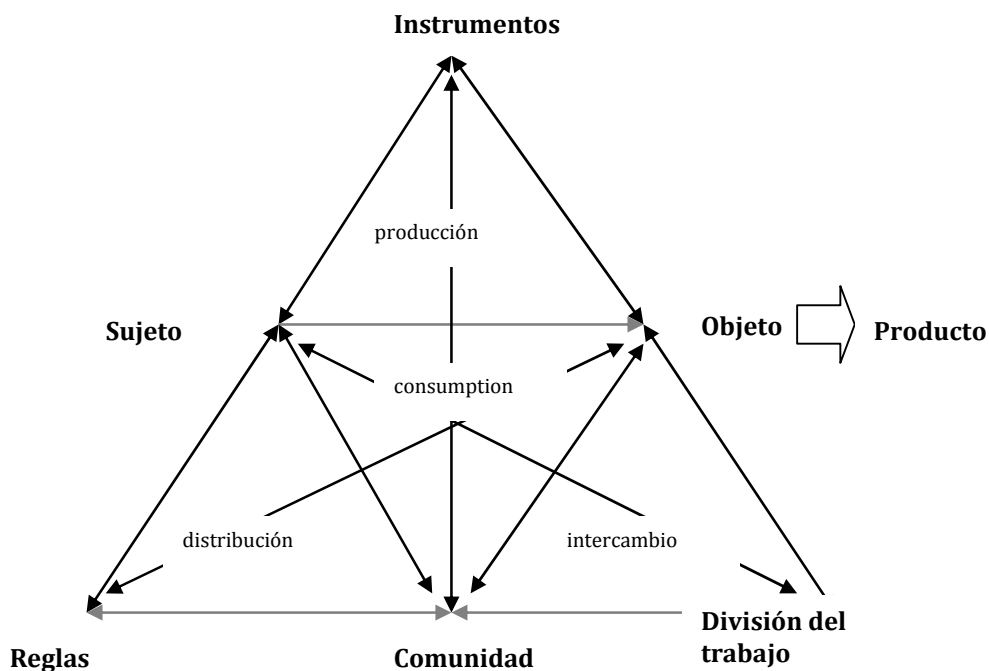 Instrumentos
producción
Sujeto
Objeto
Producto
consumption
distribución
intercambio
Reglas
Comunidad
División del
trabajo